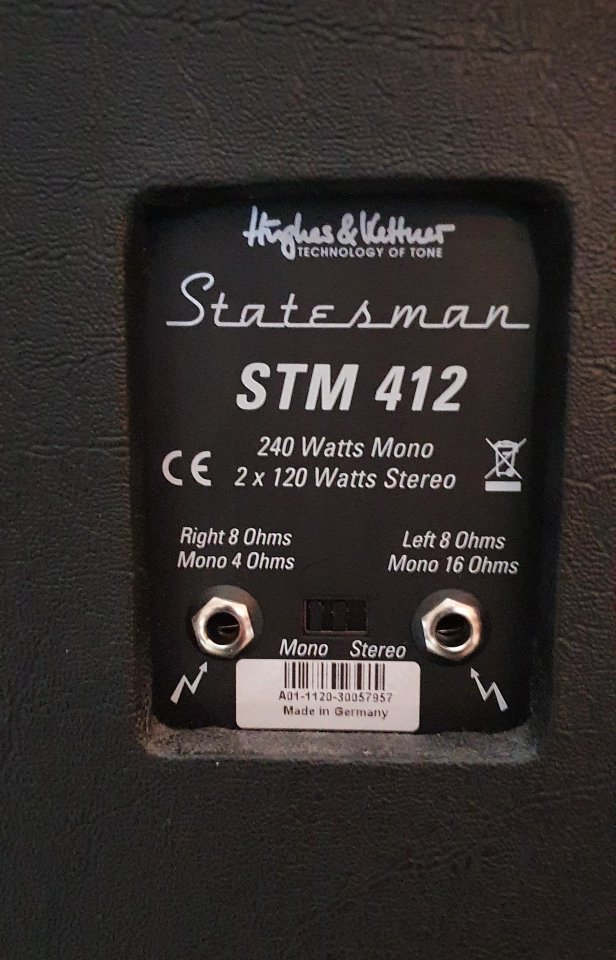 Hughes & Kettner
TECHNOLOGY OF TONE
Statesman
STM 412
240 Watts Mono
CE 2 x 120 Watts Stereo
Right 8 Ohms
Mono 4 Ohms
Left 8 Ohms
Mono 16 Ohms
Mono Stereo
A01-1120-30057957
Made in Germany